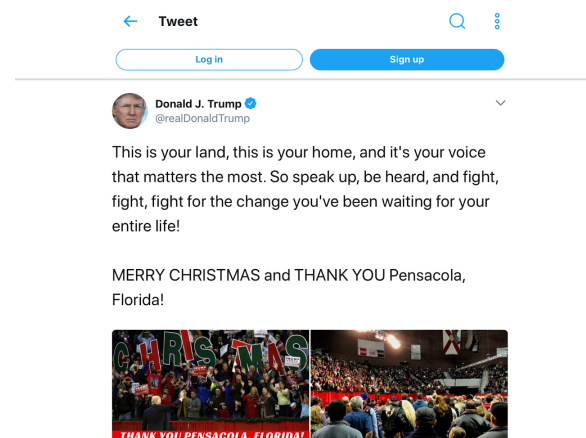 Tweet
Log in
Sign up
Donald J. Trump
@realDonaldTrump
This is your land, this is your home, and it's your voice
that matters the most. So speak up, be heard, and fight,
fight, fight for the change you've been waiting for your
entire life!
MERRY CHRISTMAS and THANK YOU Pensacola,
Florida!
CHRISTMAS
THANK YOU PENSACOLA, FLORIDA!